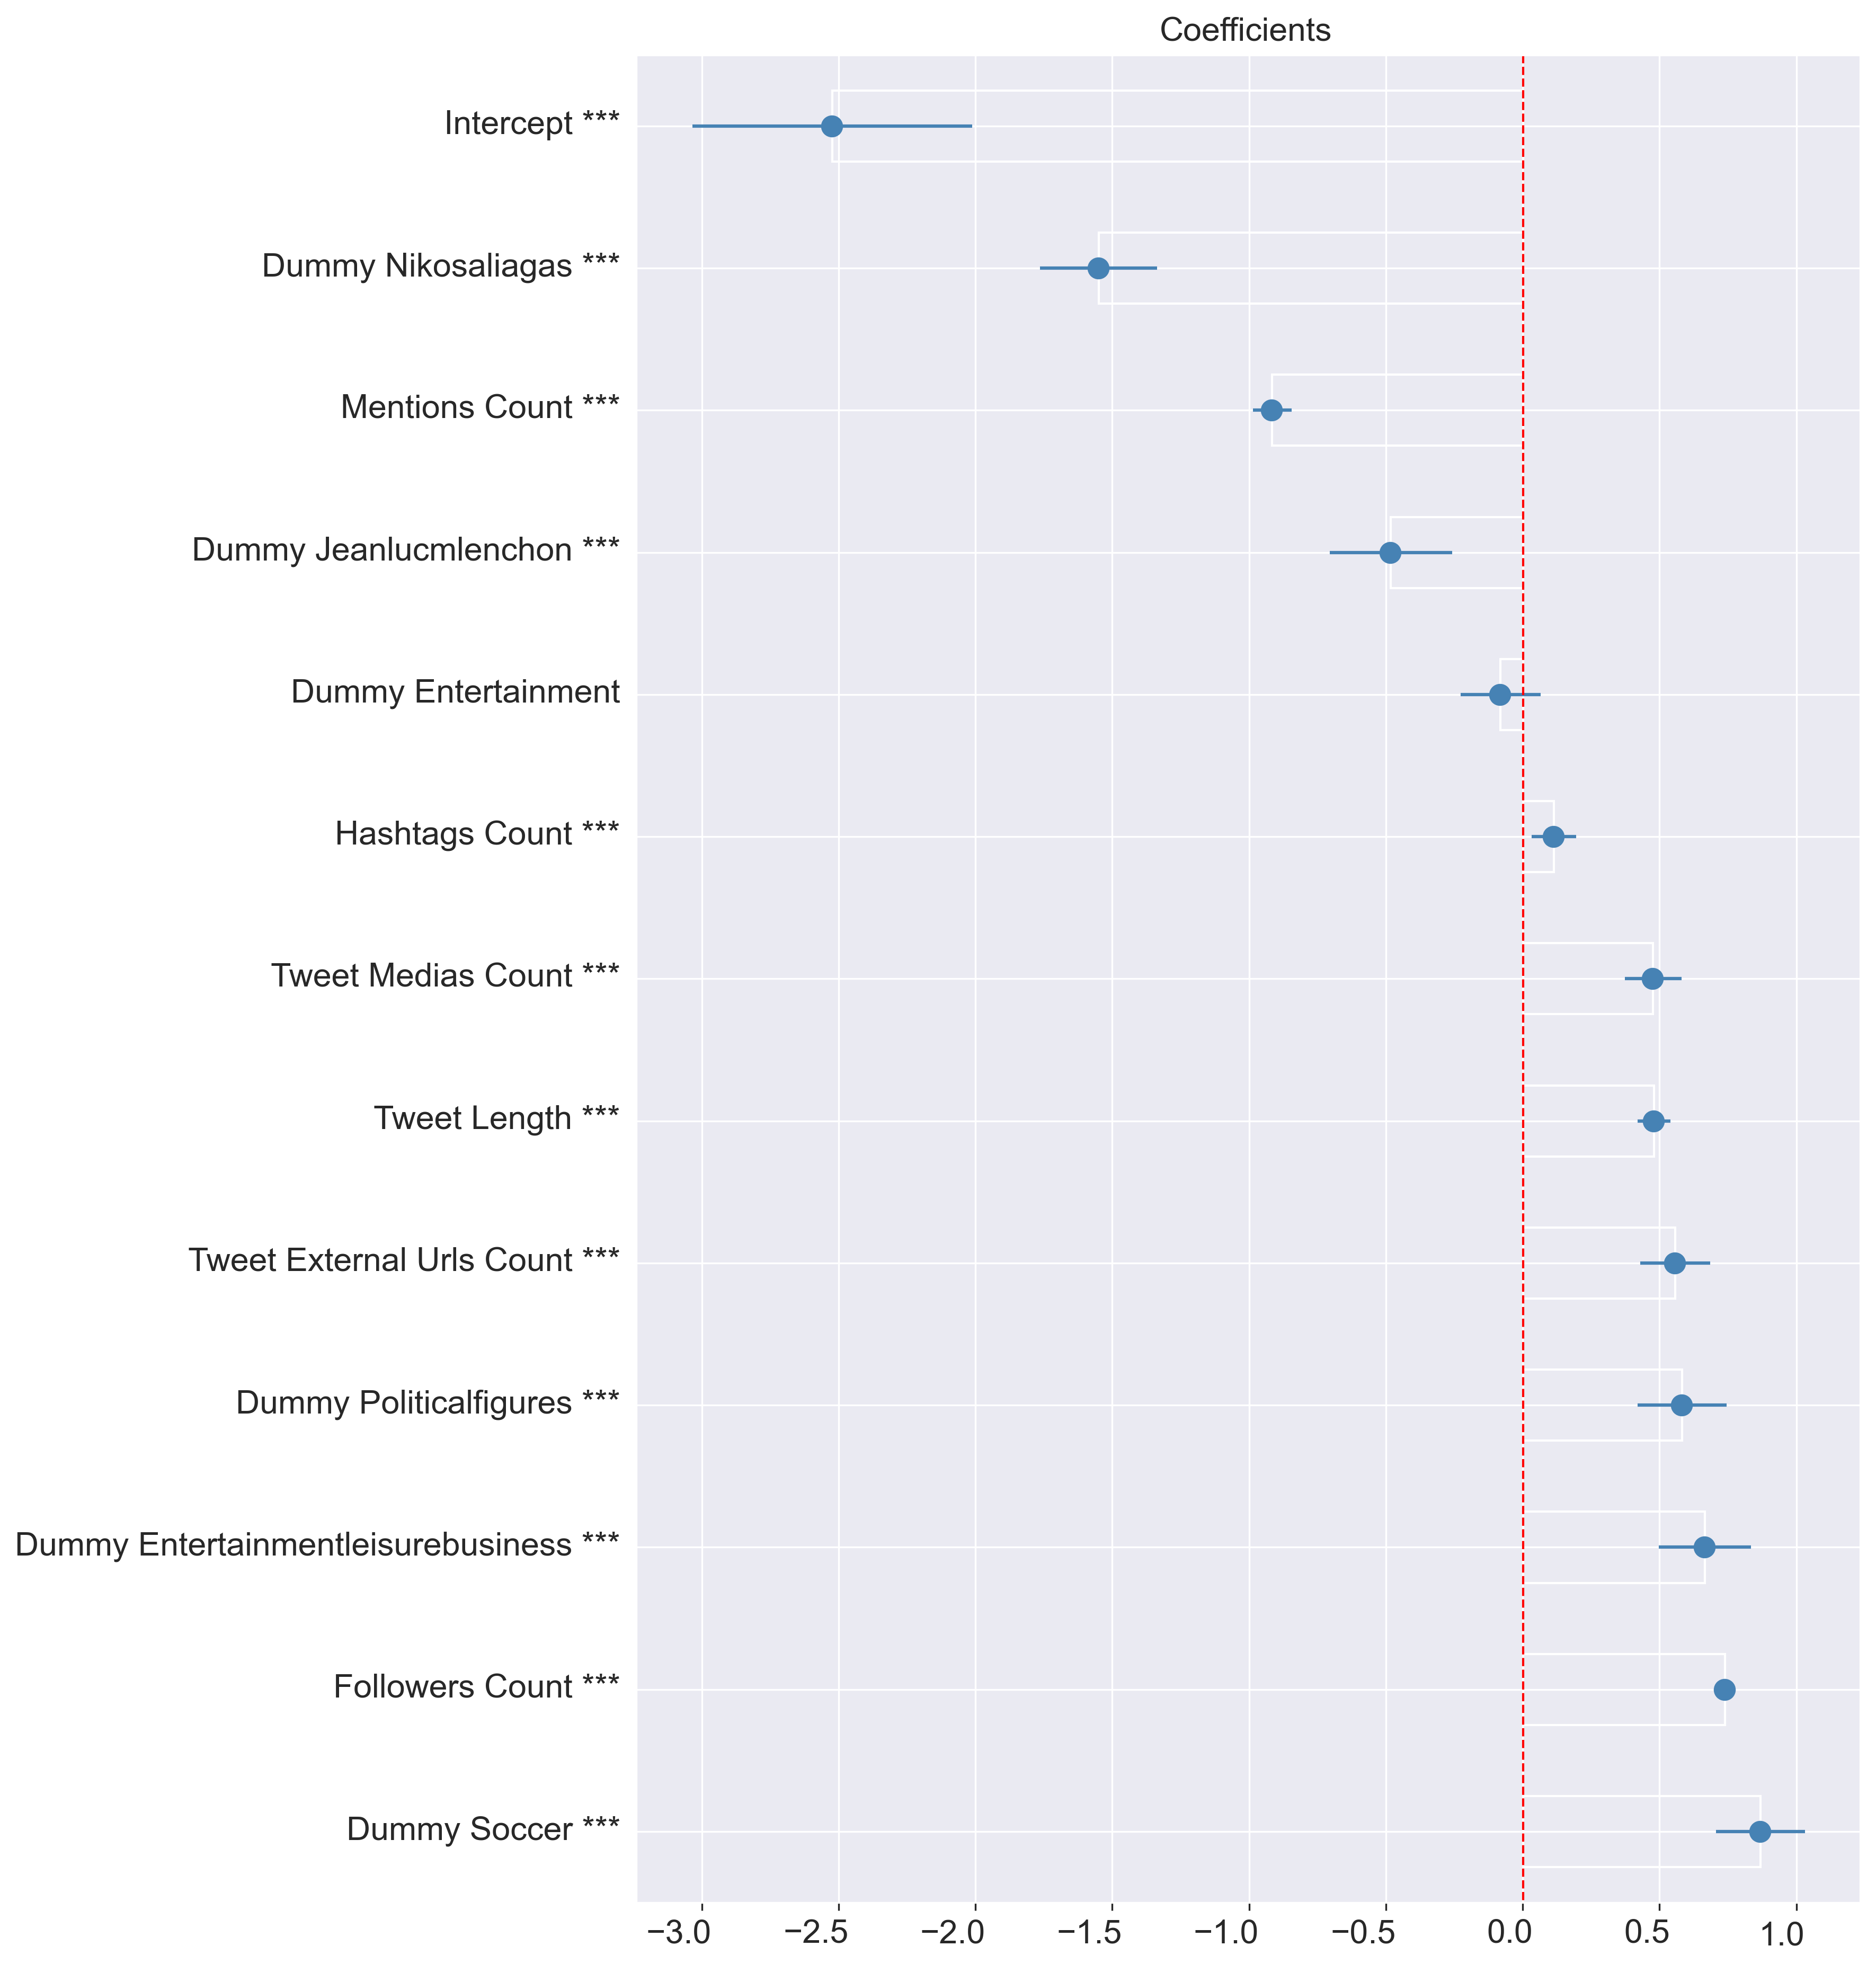 Coefficients
Intercept ***
Dummy Nikosaliagas ***
Mentions Count ***
Dummy Jeanlucmlenchon ***
Dummy Entertainment
Hashtags Count ***
Tweet Medias Count ***
Tweet Length ***
Tweet External Urls Count ***
Dummy Politicalfigures ***
Dummy Entertainmentleisurebusiness ***
Followers Count ***
Dummy Soccer ***
−3.0 −2.5 −2.0 −1.5 −1.0 −0.5 0.0 0.5 1.0